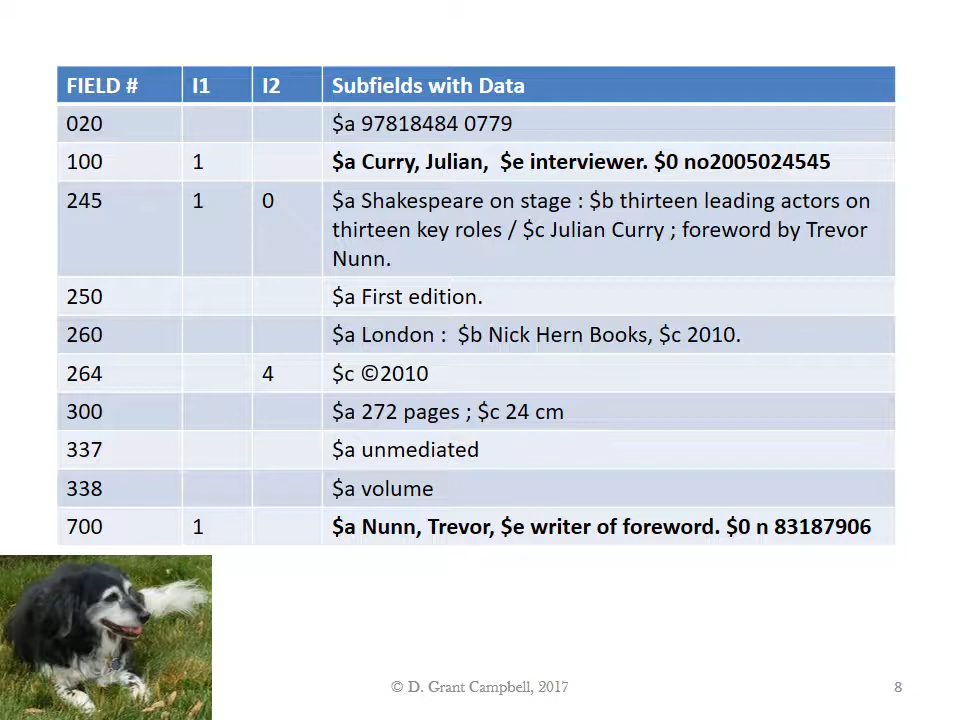 FIELD # I1 I2 Subfields with Data
020 $a 97818484 0779
100 1 $a Curry, Julian, $e interviewer. $0 no2005024545
245 1 0 $a Shakespeare on stage : $b thirteen leading actors on
thirteen key roles / $c Julian Curry ; foreword by Trevor
Nunn.
250 $a First edition.
260 $a London : $b Nick Hern Books, $c 2010.
264 4 $c ©2010
300 $a 272 pages ; $c 24 cm
337 $a unmediated
338 $a volume
700 1 $a Nunn, Trevor, $e writer of foreword. $0 n 83187906
© D. Grant Campbell, 2017 8